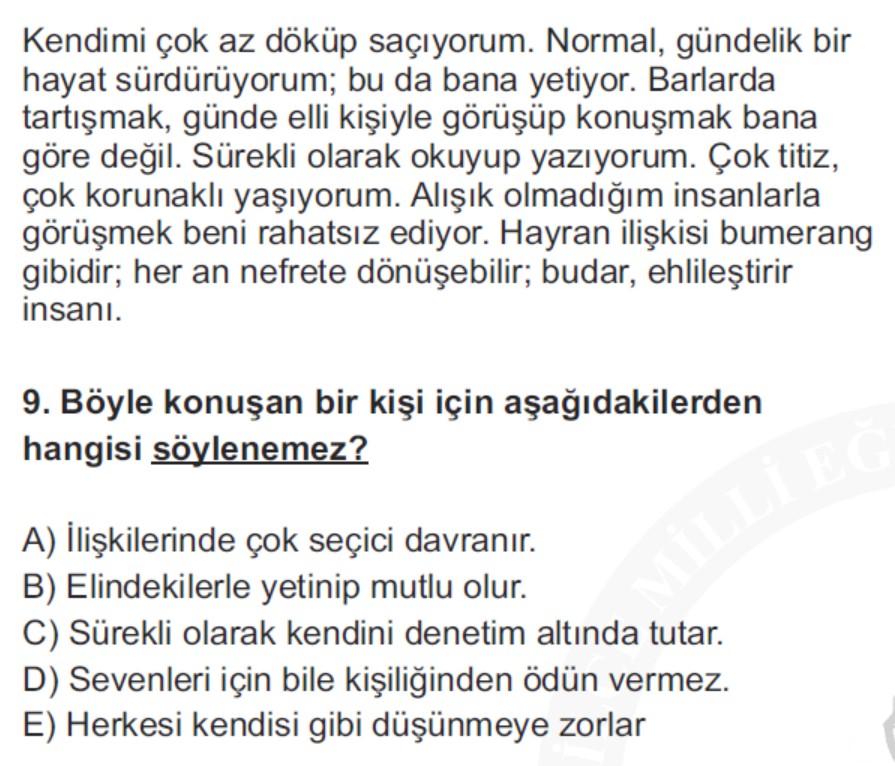 Kendimi çok az döküp saçıyorum. Normal, gündelik bir
hayat sürdürüyorum; bu da bana yetiyor. Barlarda
tartışmak, günde elli kişiyle görüşüp konuşmak bana
göre değil. Sürekli olarak okuyup yazıyorum. Çok titiz,
çok korunaklı yaşıyorum. Alışık olmadığım insanlarla
görüşmek beni rahatsız ediyor. Hayran ilişkisi bumerang
gibidir; her an nefrete dönüşebilir; budar, ehlileştirir
insanı.
9. Böyle konuşan bir kişi için aşağıdakilerden
hangisi söylenemez?
A) İlişkilerinde çok seçici davranır.
B) Elindekilerle yetinip mutlu olur.
C) Sürekli olarak kendini denetim altında tutar.
D) Sevenleri için bile kişiliğinden ödün vermez.
E) Herkesi kendisi gibi düşünmeye zorlar
MİLLİ